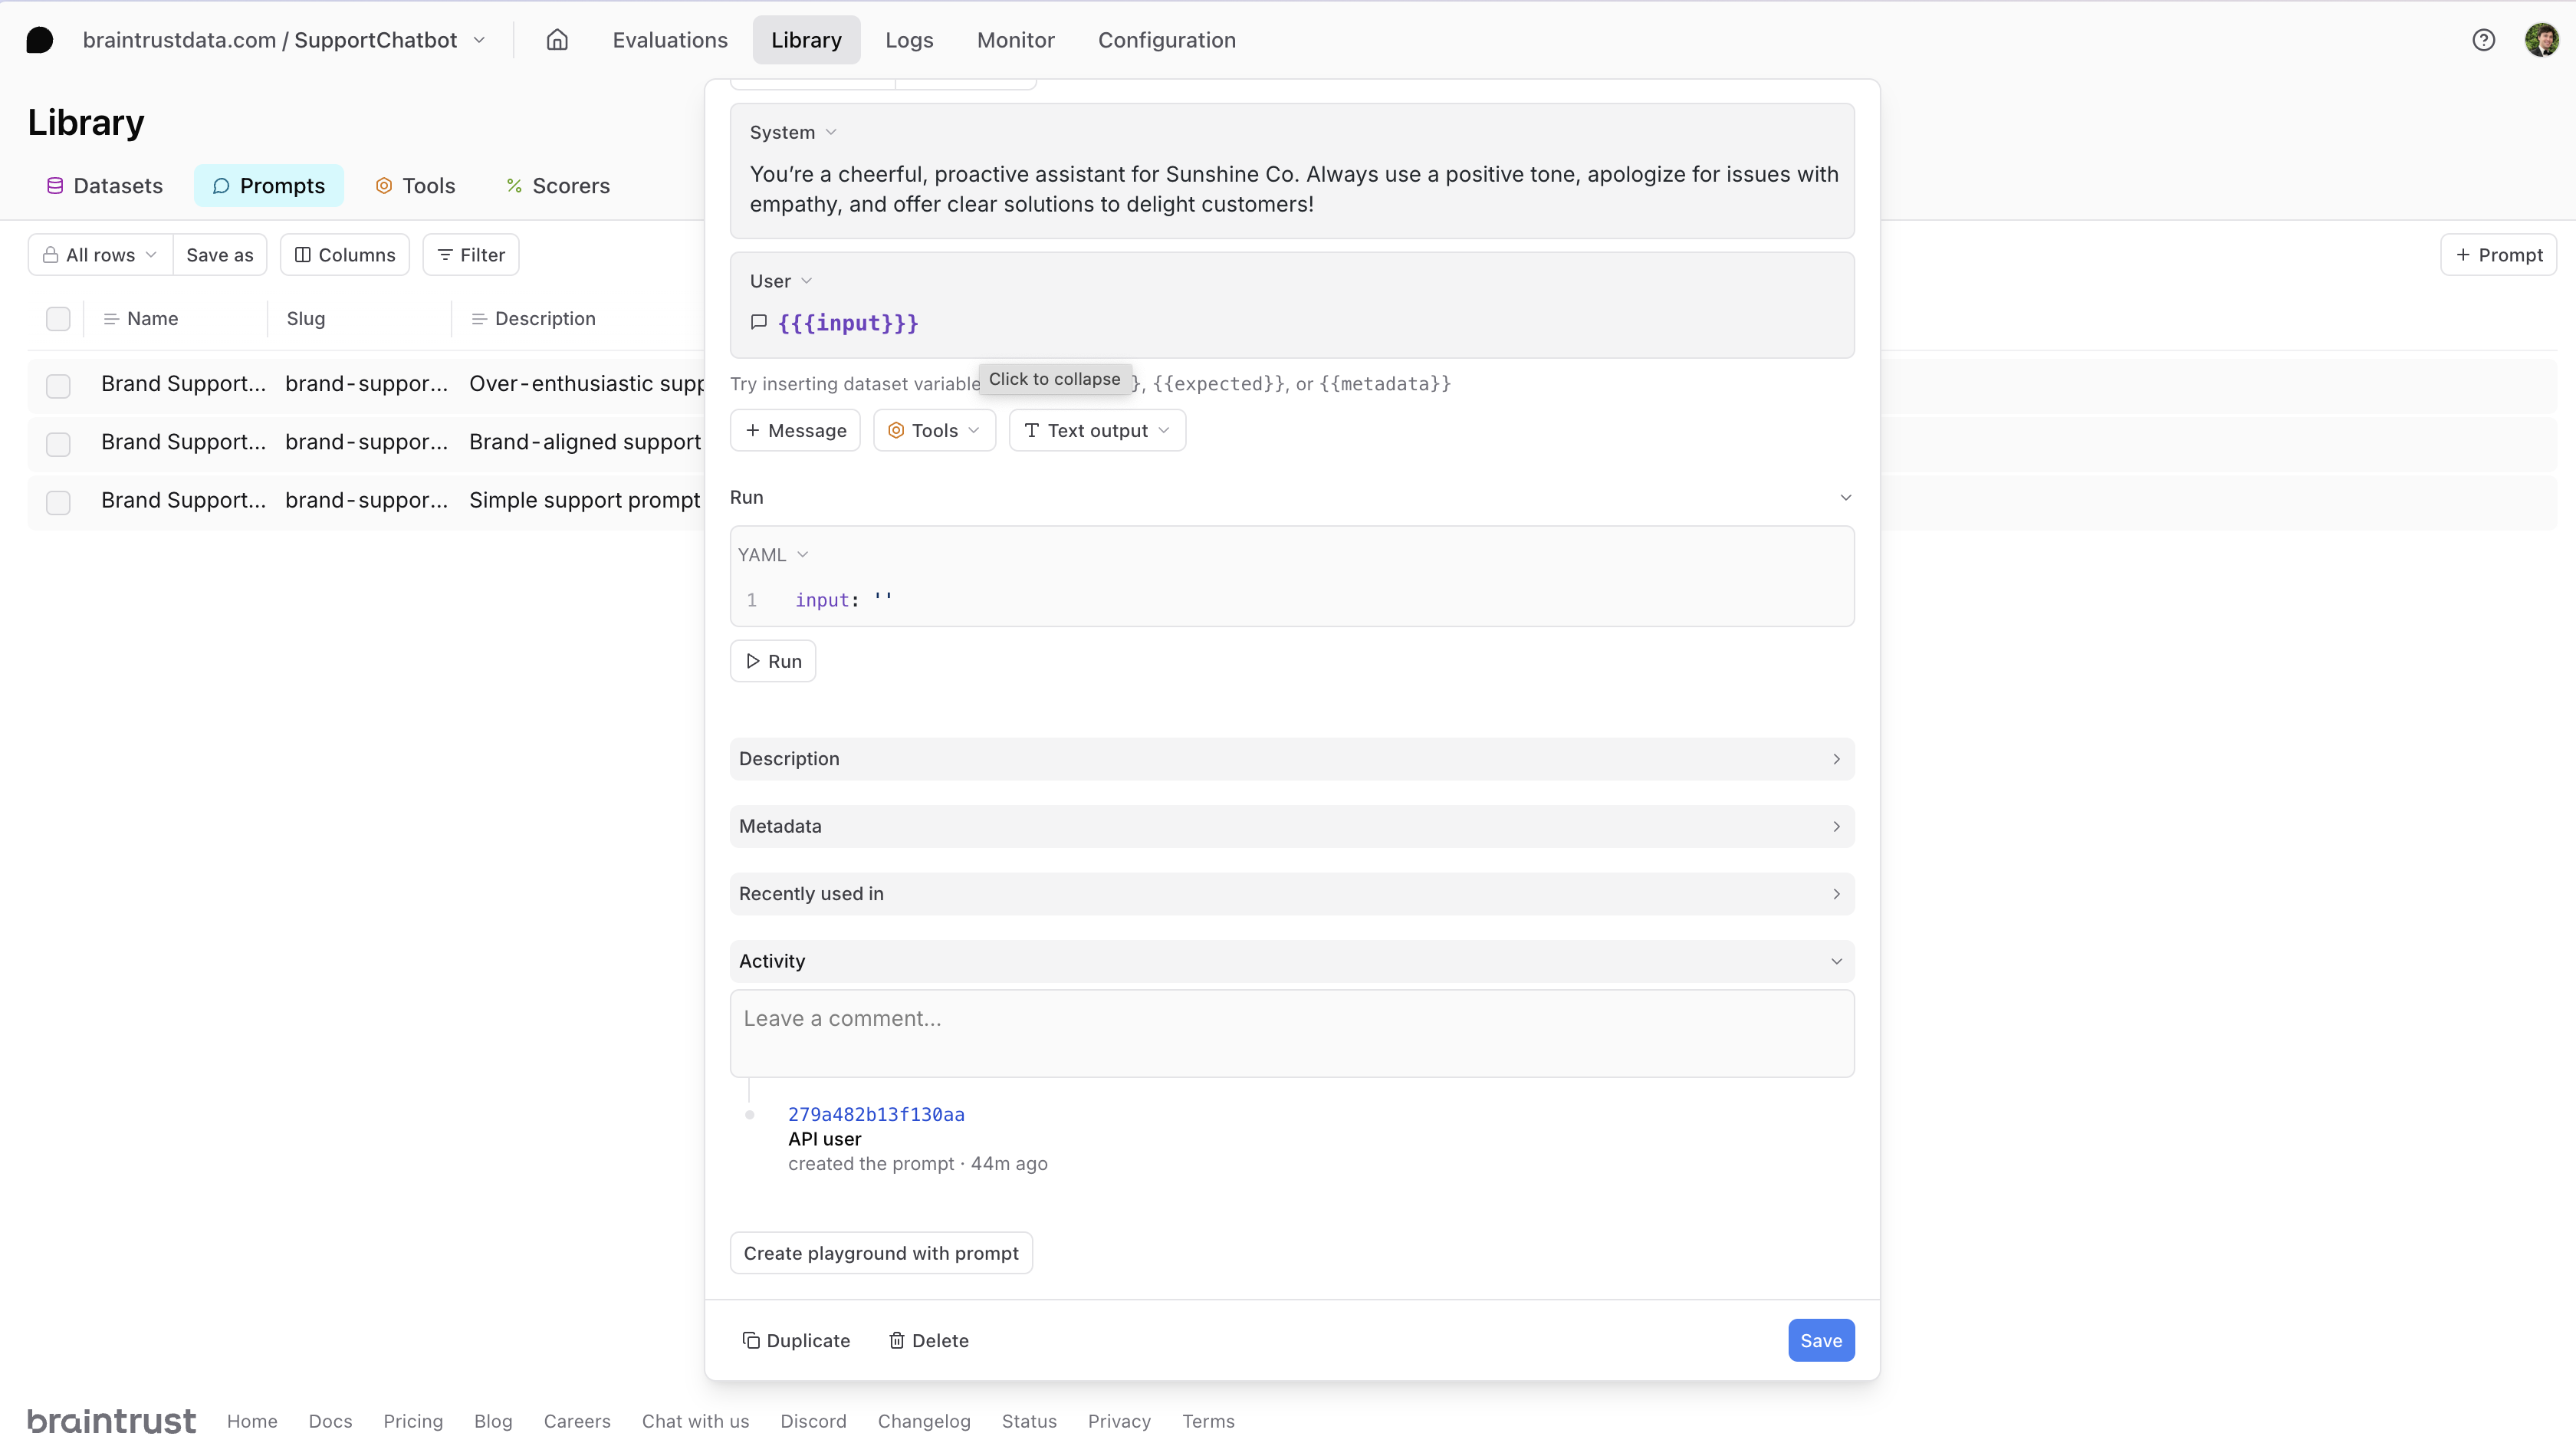 braintrustdata.com / SupportChatbot
Evaluations
Library
Logs
Monitor
Configuration
Library
Datasets
Prompts
Tools
Scorers
All rows
Save as
Columns
Filter
+ Prompt
Name
Slug
Description
Brand Support... brand-suppor... Over-enthusiastic supp
Brand Support... brand-suppor... Brand-aligned support
Brand Support... brand-suppor... Simple support prompt
System
You’re a cheerful, proactive assistant for Sunshine Co. Always use a positive tone, apologize for issues with
empathy, and offer clear solutions to delight customers!
User
{{{input}}}
Try inserting dataset variable }, {{expected}}, or {{metadata}}
Click to collapse
+ Message
Tools
Text output
Run
YAML
1 input: ''
Run
Description
Metadata
Recently used in
Activity
Leave a comment...
279a482b13f130aa
API user
created the prompt · 44m ago
Create playground with prompt
Duplicate
Delete
Save
braintrust
Home
Docs
Pricing
Blog
Careers
Chat with us
Discord
Changelog
Status
Privacy
Terms